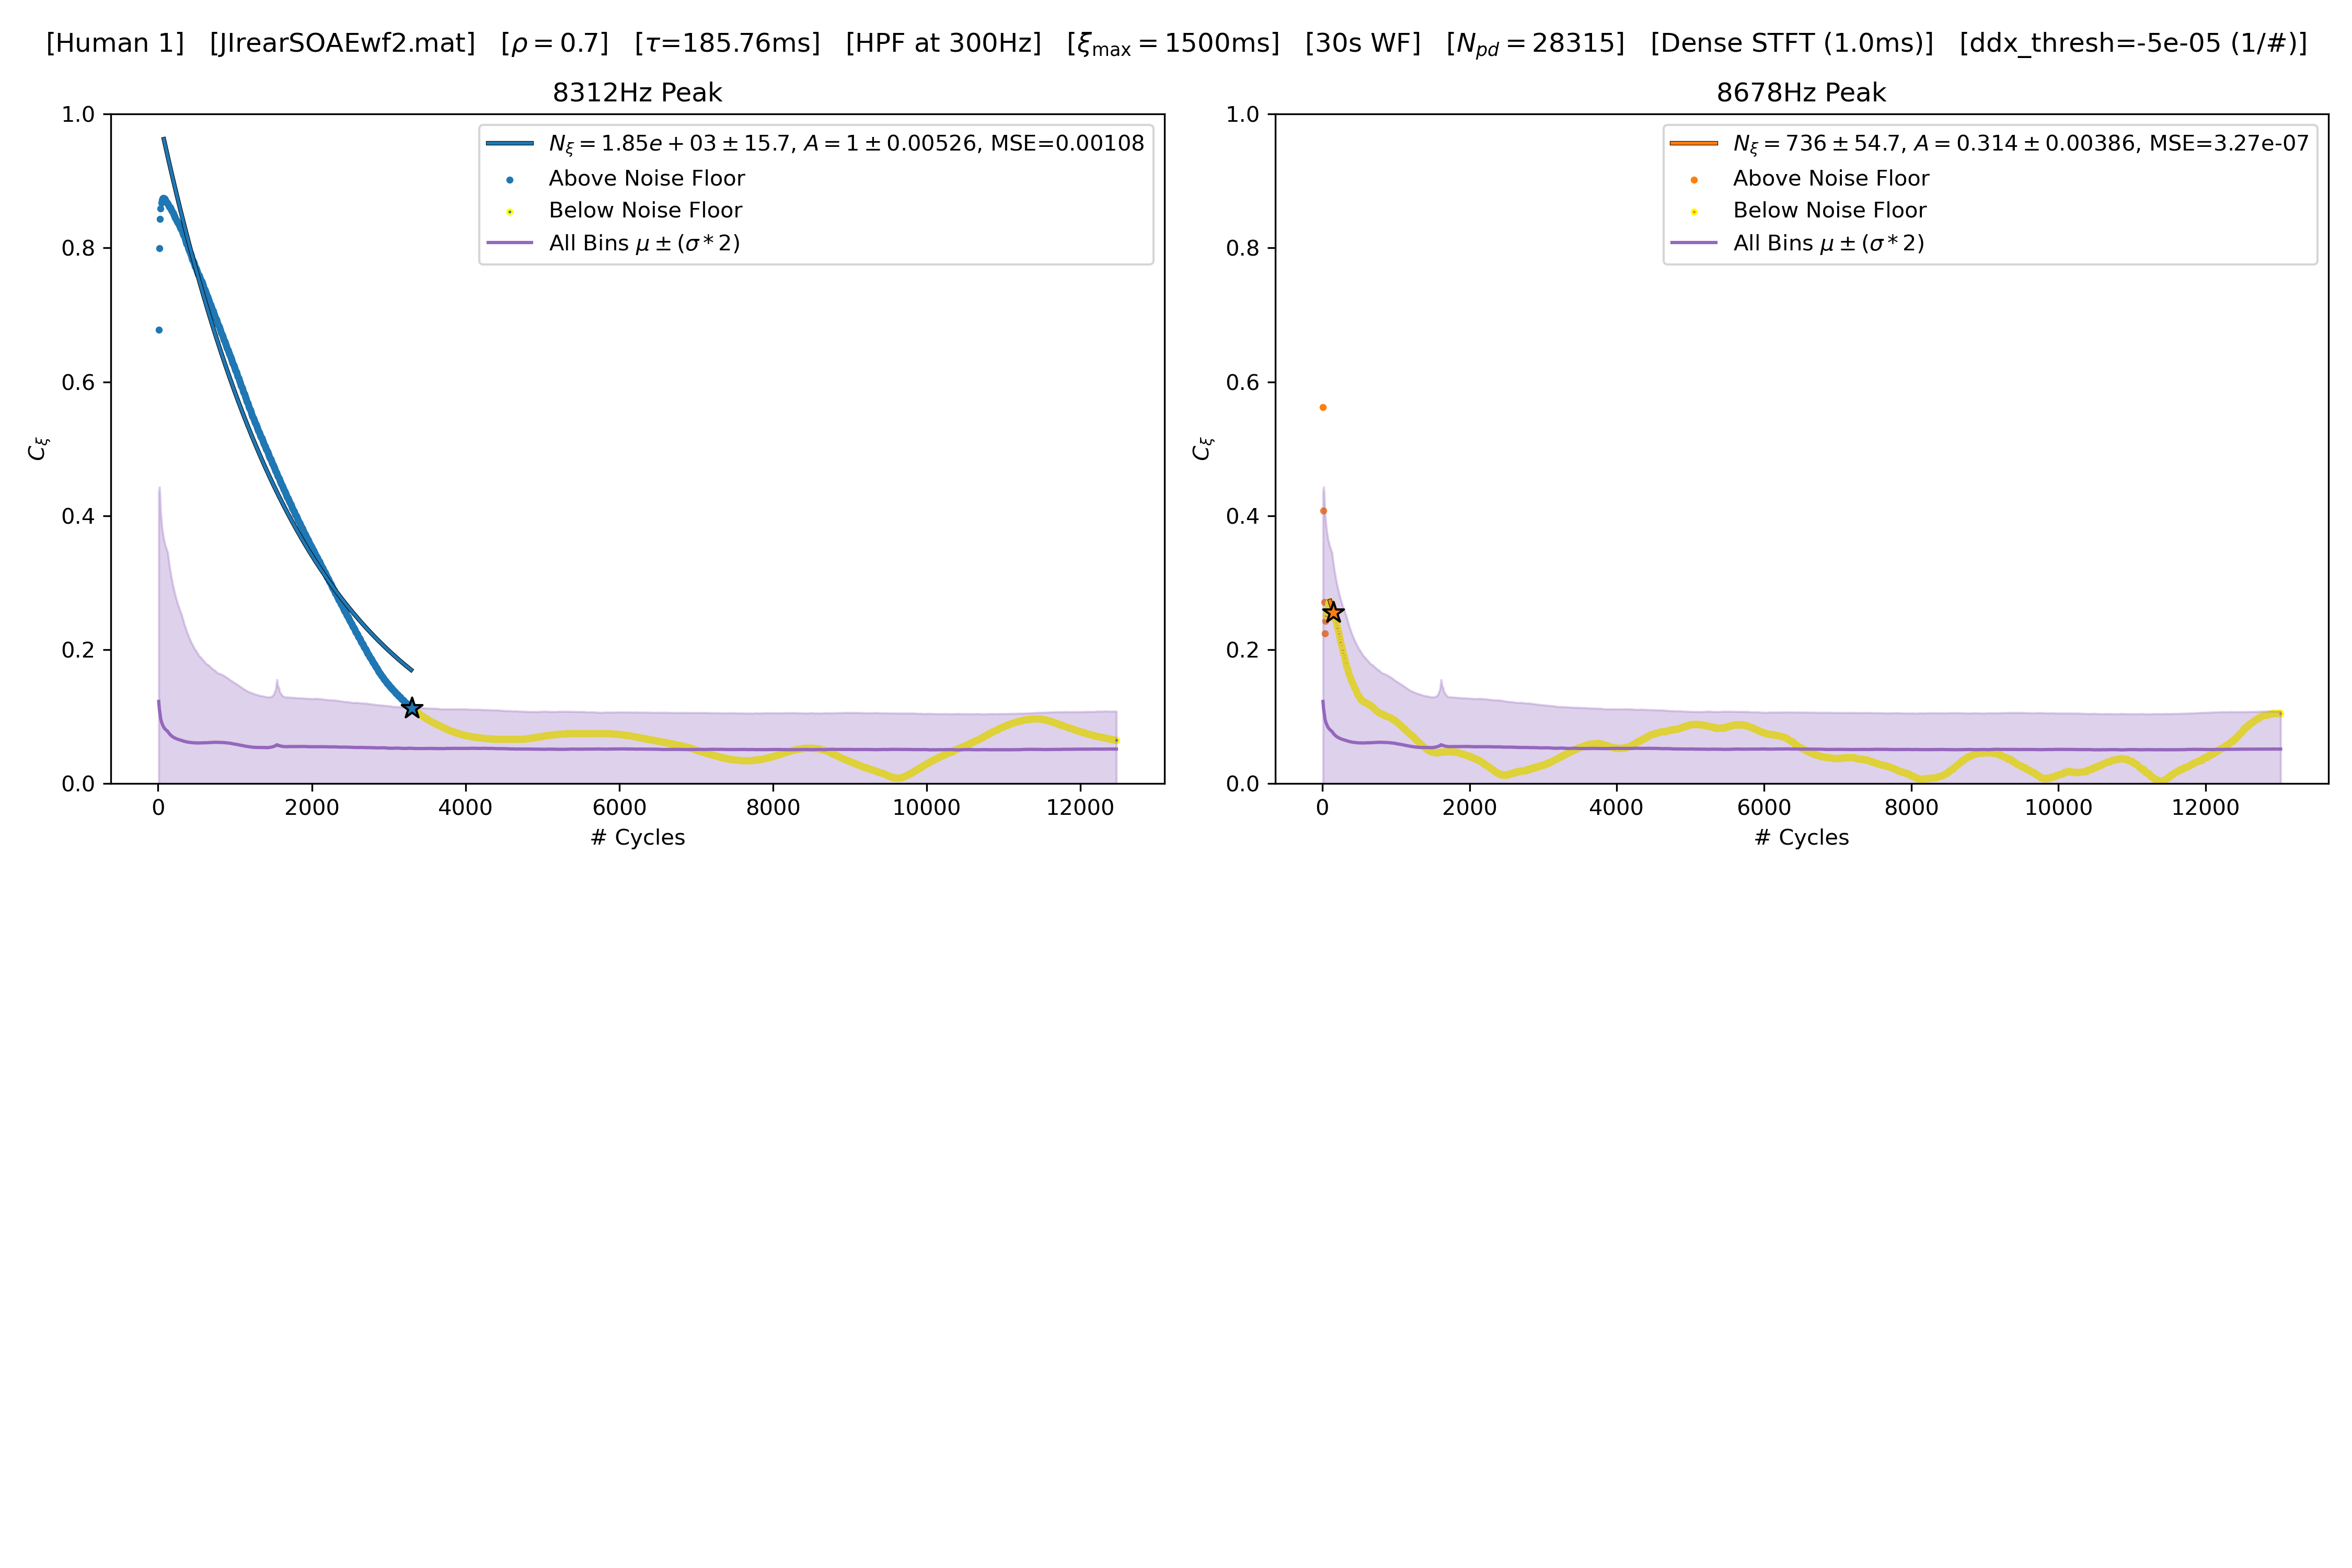 [Human 1] [JIrearSOAEwf2.mat] [ρ = 0.7] [τ=185.76ms] [HPF at 300Hz] [ξmax = 1500ms] [30s WF] [Npd = 28315] [Dense STFT (1.0ms)] [ddx_thresh=-5e-05 (1/#)]
8312Hz Peak
Nξ = 1.85e + 03 ± 15.7, A = 1 ± 0.00526, MSE=0.00108
Above Noise Floor
Below Noise Floor
All Bins μ ± (σ * 2)
1.0
0.8
0.6
0.4
0.2
0.0
Cξ
0 2000 4000 6000 8000 10000 12000
# Cycles
8678Hz Peak
Nξ = 736 ± 54.7, A = 0.314 ± 0.00386, MSE=3.27e-07
Above Noise Floor
Below Noise Floor
All Bins μ ± (σ * 2)
1.0
0.8
0.6
0.4
0.2
0.0
Cξ
0 2000 4000 6000 8000 10000 12000
# Cycles